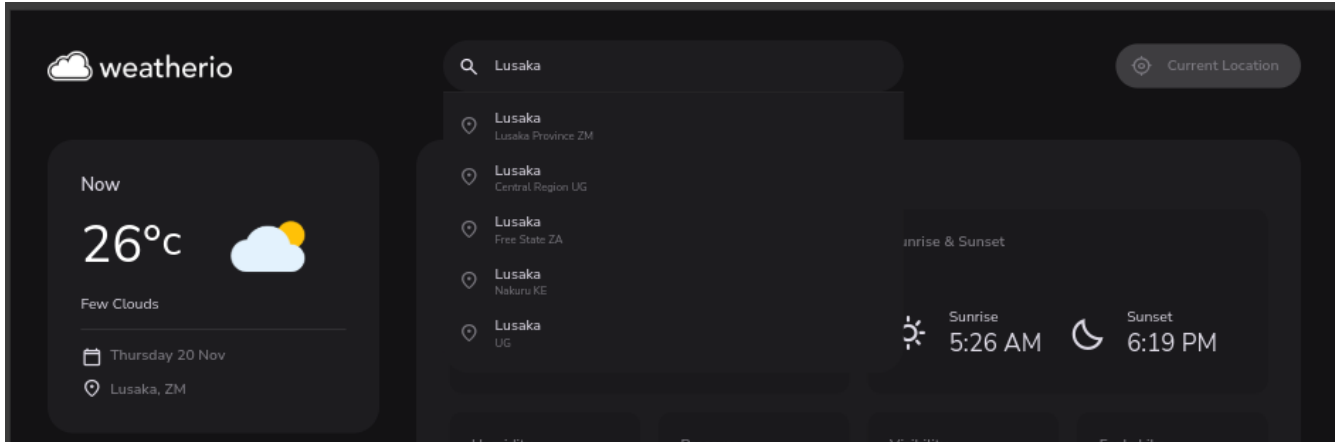 weatherio
Lusaka
Current Location
Lusaka
Lusaka Province ZM
Lusaka
Central Region UG
Lusaka
Free State ZA
Lusaka
Nakuru KE
Lusaka
UG
Now
26°c
Few Clouds
Thursday 20 Nov
Lusaka, ZM
unrise & Sunset
Sunrise
5:26 AM
Sunset
6:19 PM